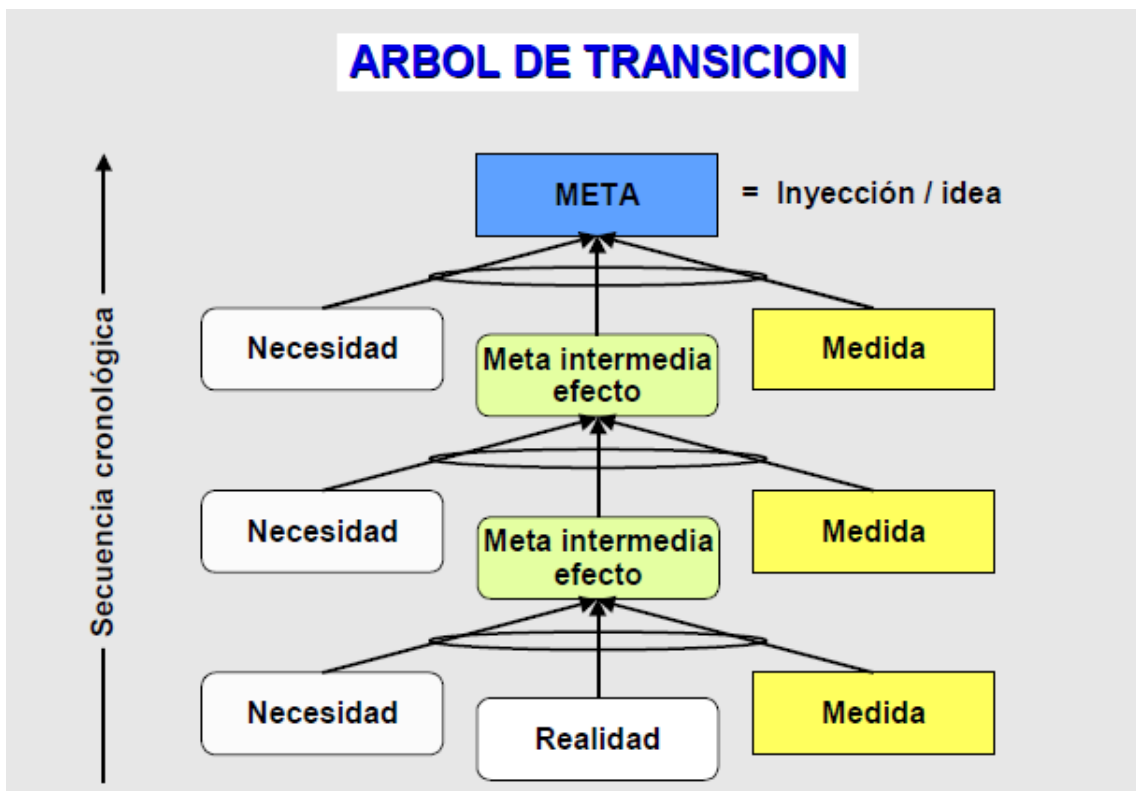 ARBOL DE TRANSICION
META
= Inyección / idea
Necesidad
Meta intermedia
efecto
Medida
Necesidad
Meta intermedia
efecto
Medida
Necesidad
Realidad
Medida
Secuencia cronológica